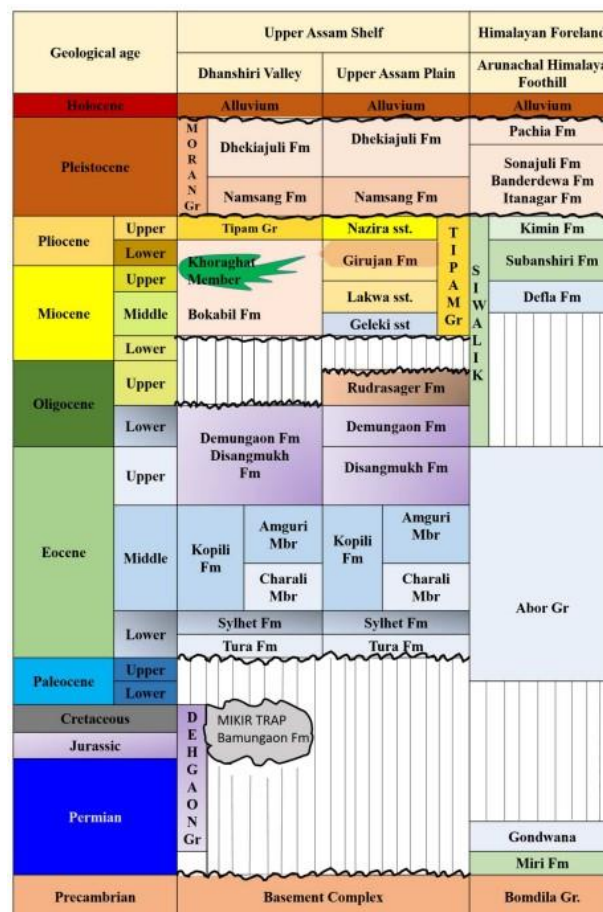 Geological age
Upper Assam Shelf
Himalayan Foreland
Dhanshiri Valley
Upper Assam Plain
Arunachal Himalaya
Foothill
Holocene
Alluvium
Alluvium
Alluvium
Pleistocene
MORAN Gr
Dhekiajuli Fm
Dhekiajuli Fm
Pachia Fm
Namsang Fm
Namsang Fm
Sonajuli Fm
Banderdewa Fm
Itanagar Fm
Pliocene
Upper
Tipam Gr
Nazira sst.
TIPAM Gr
SIWALIK
Kimin Fm
Lower
Khoraghat
Member
Girujan Fm
Subanshiri Fm
Miocene
Upper
Middle
Bokabil Fm
Lakwa sst.
Defla Fm
Geleki sst
Lower
Oligocene
Upper
Rudrasager Fm
Lower
Demungaon Fm
Disangmukh
Fm
Demungaon Fm
Eocene
Upper
Disangmukh Fm
Middle
Kopili
Fm
Amguri
Mbr
Kopili
Fm
Amguri
Mbr
Charali
Mbr
Charali
Mbr
Abor Gr
Lower
Sylhet Fm
Sylhet Fm
Tura Fm
Tura Fm
Paleocene
Upper
Lower
Cretaceous
DEHGAON Gr
MIKIR TRAP
Bamungaon Fm
Jurassic
Permian
Gondwana
Miri Fm
Precambrian
Basement Complex
Bomdila Gr.